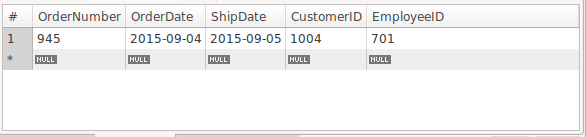 # OrderNumber OrderDate ShipDate CustomerID EmployeeID
1 945 2015-09-04 2015-09-05 1004 701
* NULL NULL NULL NULL NULL